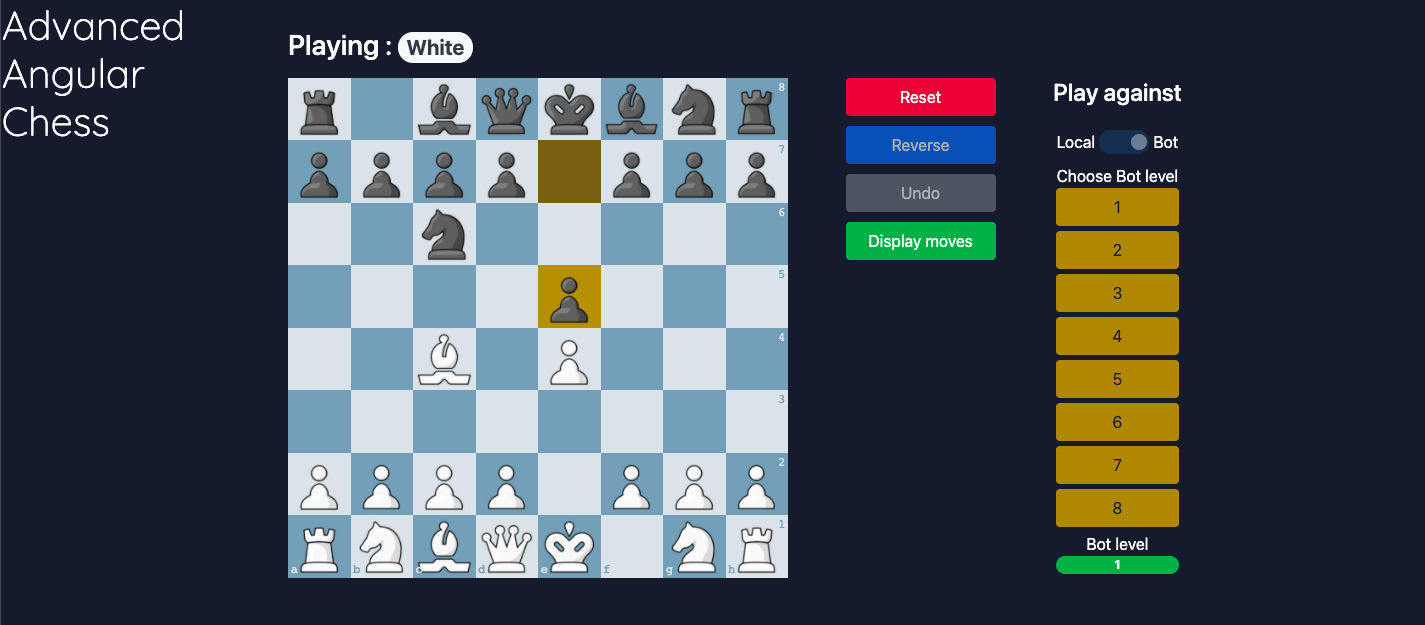 Advanced
Angular
Chess
Playing : White
8
7
6
5
4
3
2
1
a b c d e f g h
Reset
Reverse
Undo
Display moves
Play against
Local Bot
Choose Bot level
1
2
3
4
5
6
7
8
Bot level
1